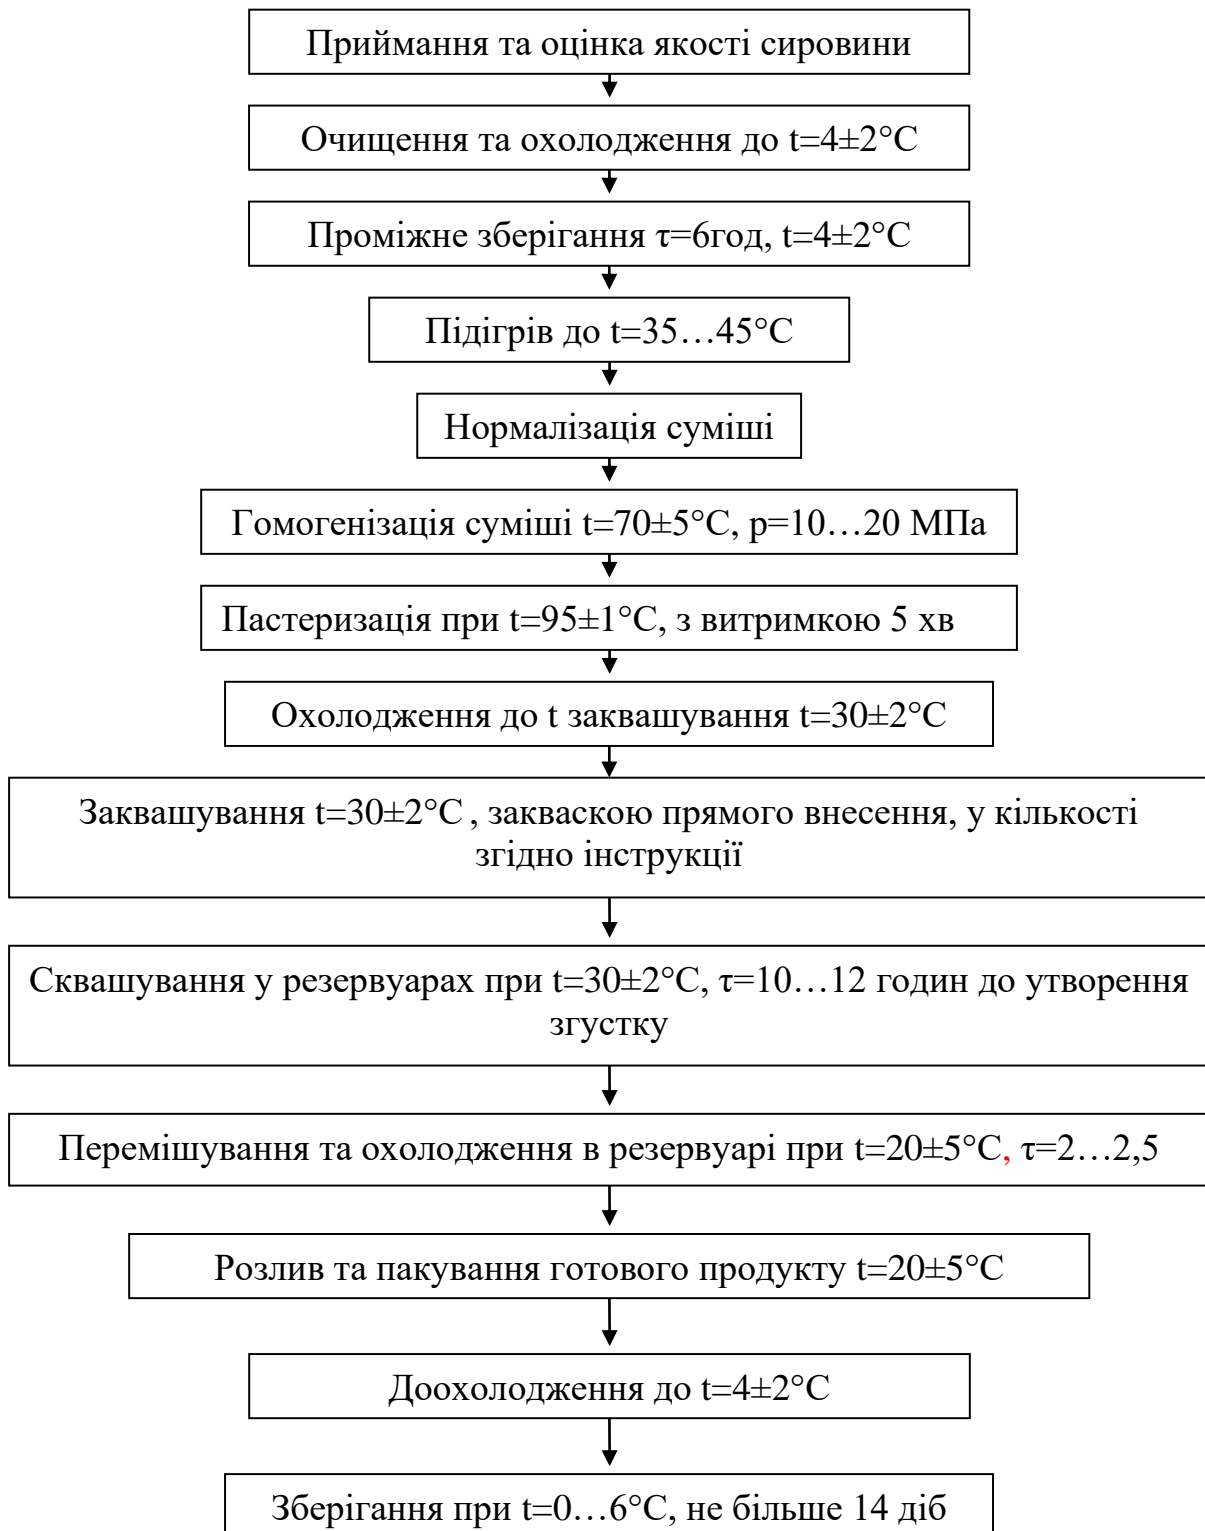 Приймання та оцінка якості сировини
Очищення та охолодження до t=4±2°С
Проміжне зберігання τ=6год, t=4±2°С
Підігрів до t=35…45°С
Нормалізація суміші
Гомогенізація суміші t=70±5°С, р=10…20 МПа
Пастеризація при t=95±1°С, з витримкою 5 хв
Охолодження до t заквашування t=30±2°С
Заквашування t=30±2°С , закваскою прямого внесення, у кількості
згідно інструкції
Сквашування у резервуарах при t=30±2°С, τ=10…12 годин до утворення
згустку
Перемішування та охолодження в резервуарі при t=20±5°С, τ=2…2,5
Розлив та пакування готового продукту t=20±5°С
Доохолодження до t=4±2°С
Зберігання при t=0…6°С, не більше 14 діб